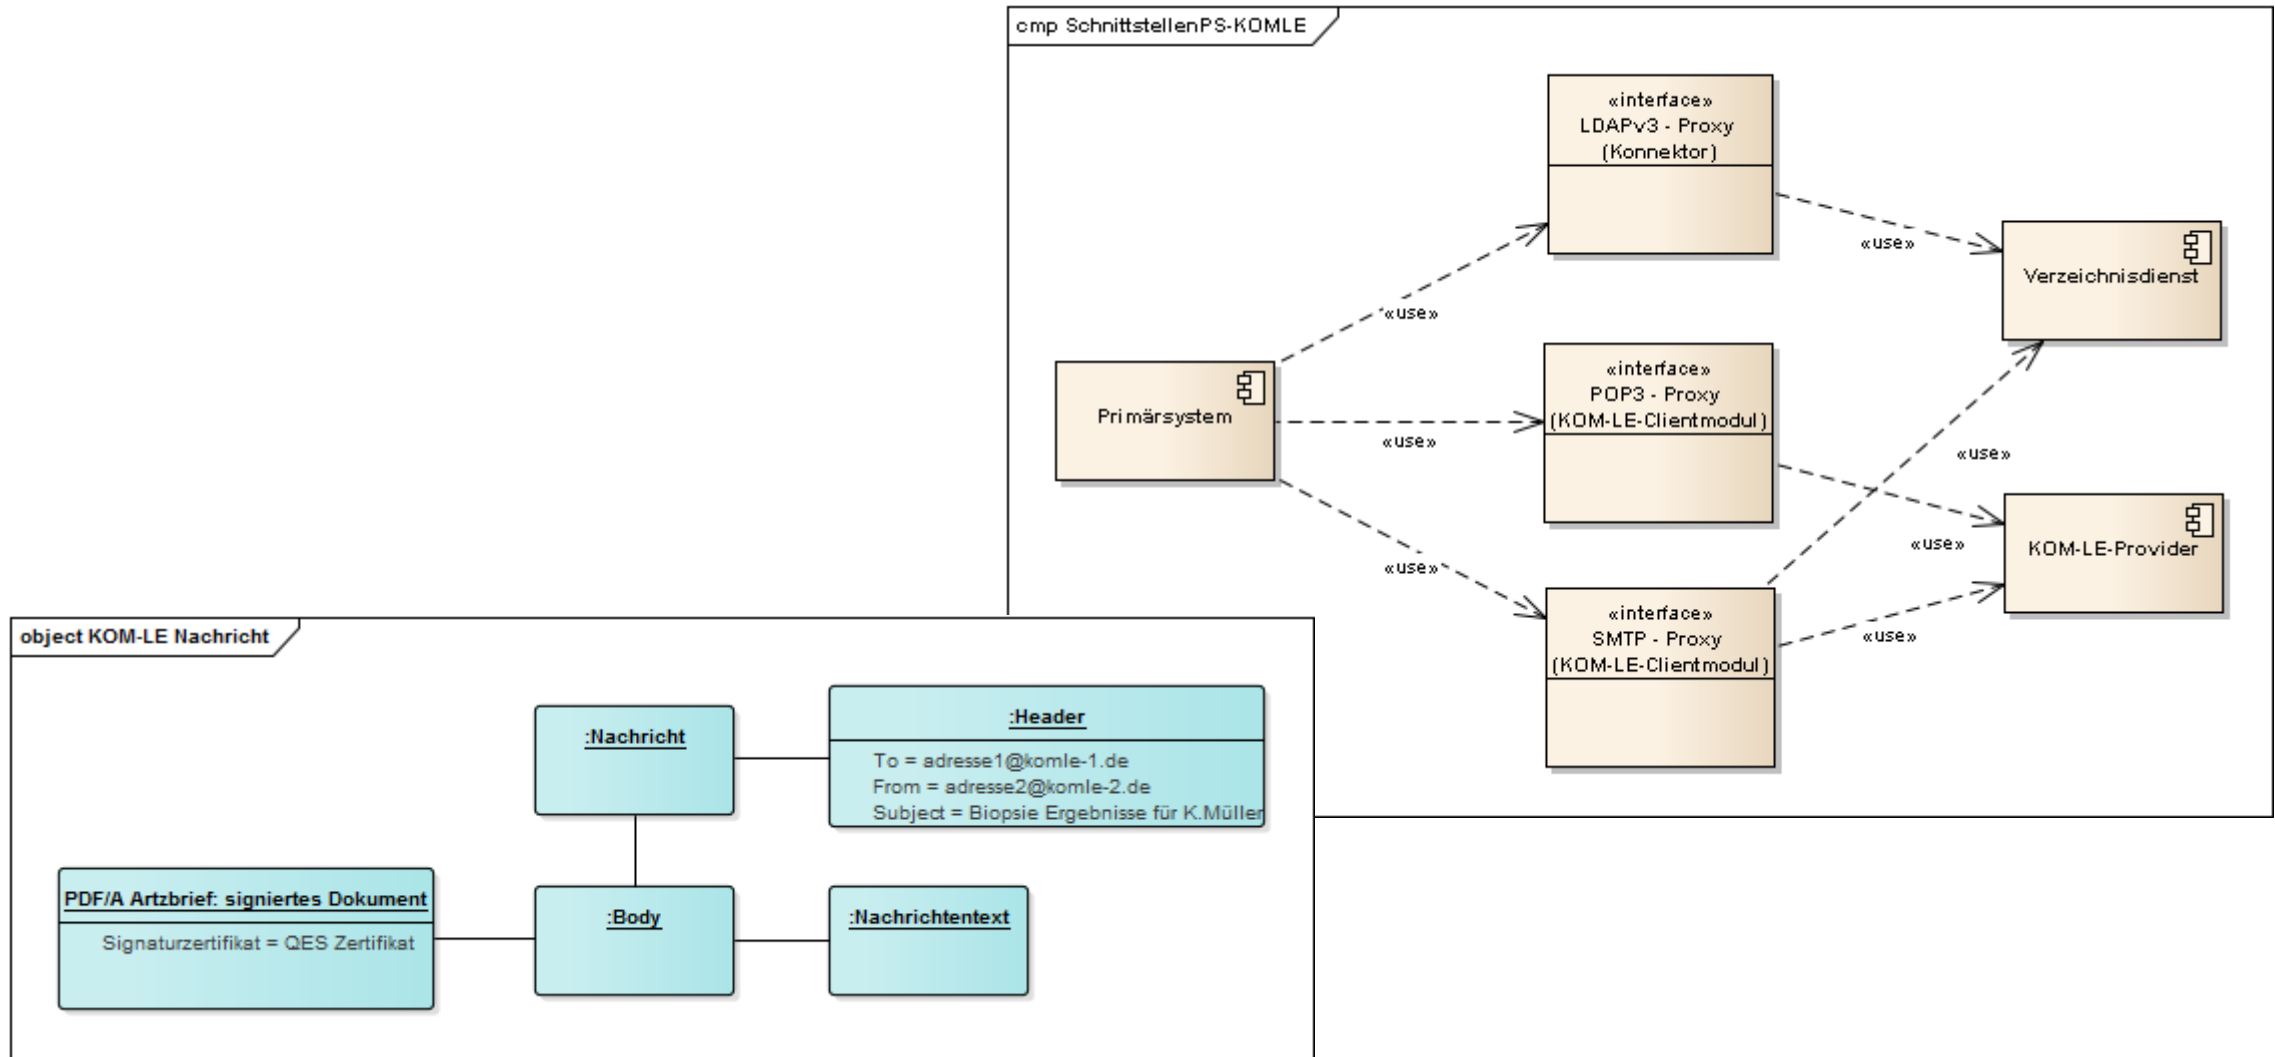 cmp SchnittstellenPS-KOMLE
«interface»
LDAPv3 - Proxy
(Konnektor)
«use»
Verzeichnisdienst
«use»
«interface»
POP3 - Proxy
(KOM-LE-Clientmodul)
Primärsystem
«use»
«use»
«use»
KOM-LE-Provider
«use»
«interface»
SMTP - Proxy
(KOM-LE-Clientmodul)
«use»
object KOM-LE Nachricht
:Nachricht
:Header
To = adresse1@komle-1.de
From = adresse2@komle-2.de
Subject = Biopsie Ergebnisse für K.Müller
PDF/A Artzbrief: signiertes Dokument
Signaturzertifikat = QES Zertifikat
:Body
:Nachrichtentext